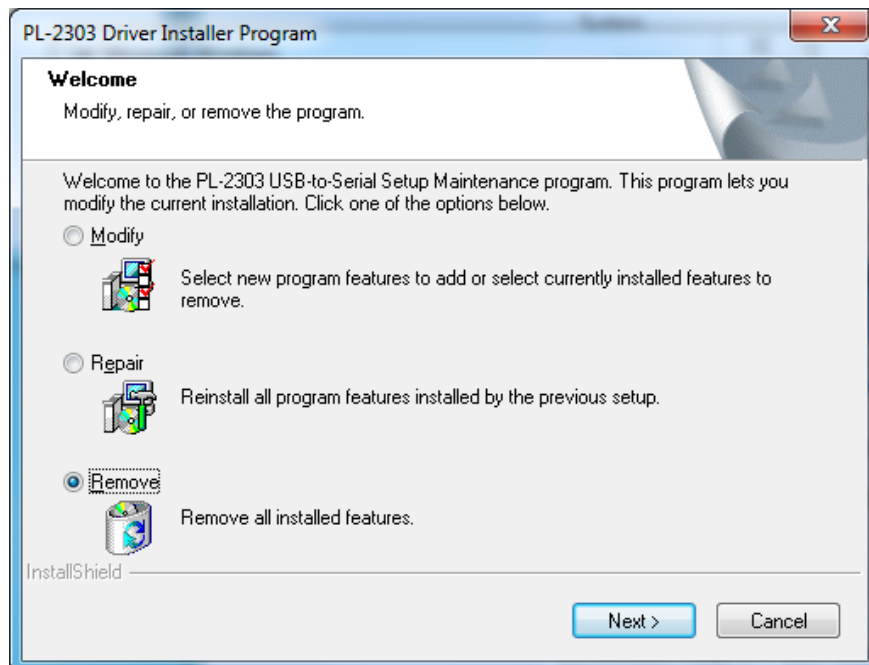 PL-2303 Driver Installer Program
Welcome
Modify, repair, or remove the program.
Welcome to the PL-2303 USB-to-Serial Setup Maintenance program. This program lets you
modify the current installation. Click one of the options below.
Modify
Select new program features to add or select currently installed features to
remove.
Repair
Reinstall all program features installed by the previous setup.
Remove
Remove all installed features.
InstallShield
Next >
Cancel